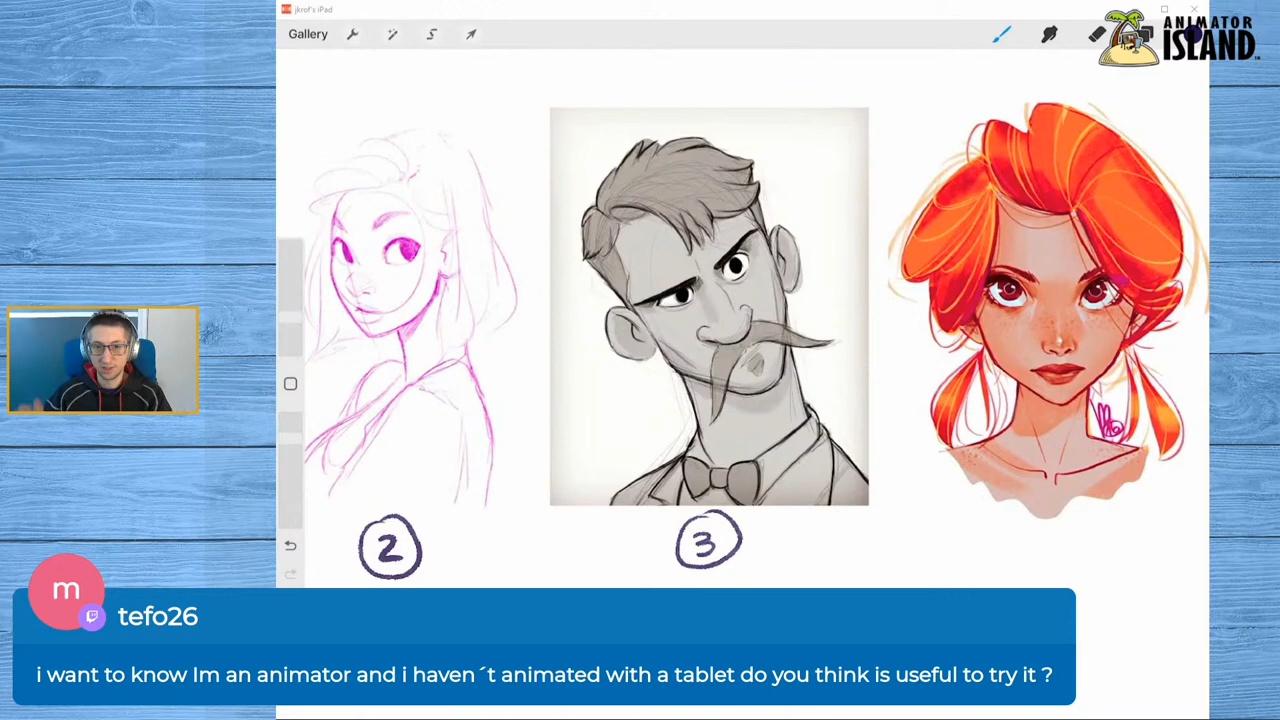 jkrof's iPad
Gallery
ANIMATOR
ISLAND
2
3
m
tefo26
i want to know Im an animator and i haven´t animated with a tablet do you think is useful to try it ?